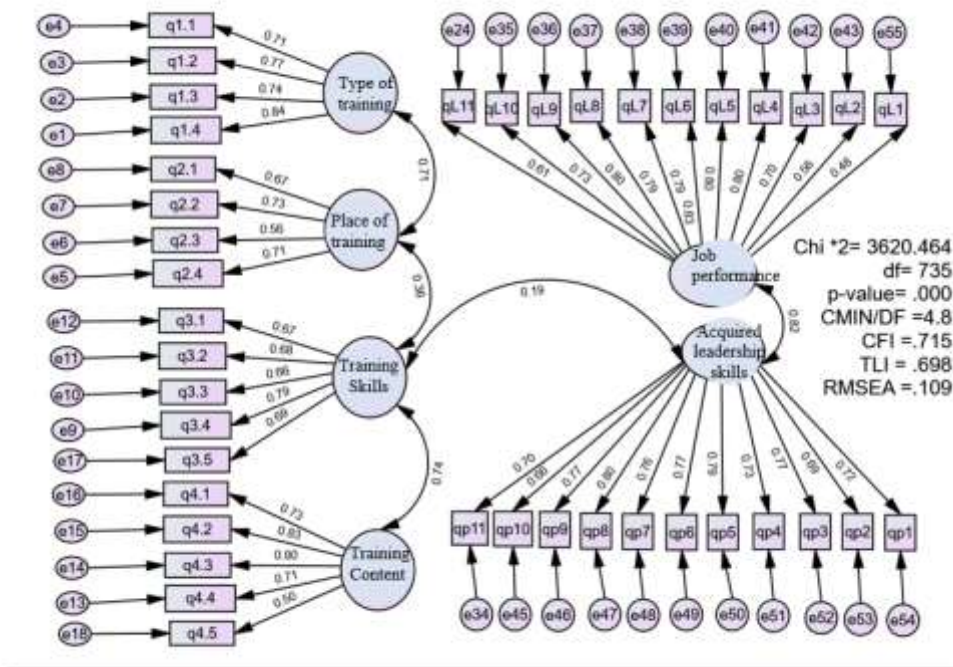 e4 q1.1 0.71
e3 q1.2 0.77
e2 q1.3 0.74
e1 q1.4 0.84
Type of
training
0.71
e8 q2.1 0.67
e7 q2.2 0.73
e6 q2.3 0.56
e5 q2.4 0.71
Place of
training
0.36
e12 q3.1 0.67
e11 q3.2 0.68
e10 q3.3 0.66
e9 q3.4 0.79
e17 q3.5 0.69
Training
Skills
0.19
0.74
e16 q4.1 0.73
e15 q4.2 0.83
e14 q4.3 0.80
e13 q4.4 0.71
e18 q4.5 0.50
Training
Content
e24 e35 e36 e37 e38 e39 e40 e41 e42 e43 e55
qL11 qL10 qL9 qL8 qL7 qL6 qL5 qL4 qL3 qL2 qL1
0.61 0.73 0.80 0.79 0.79 0.83 0.80 0.80 0.70 0.56 0.48
Job
performance
0.82
Acquired
leadership
skills
Chi *2= 3620.464
df= 735
p-value= .000
CMIN/DF =4.8
CFI =.715
TLI = .698
RMSEA =.109
0.70 0.66 0.77 0.80 0.76 0.77 0.79 0.73 0.77 0.69 0.72
qp11 qp10 qp9 qp8 qp7 qp6 qp5 qp4 qp3 qp2 qp1
e34 e45 e46 e47 e48 e49 e50 e51 e52 e53 e54